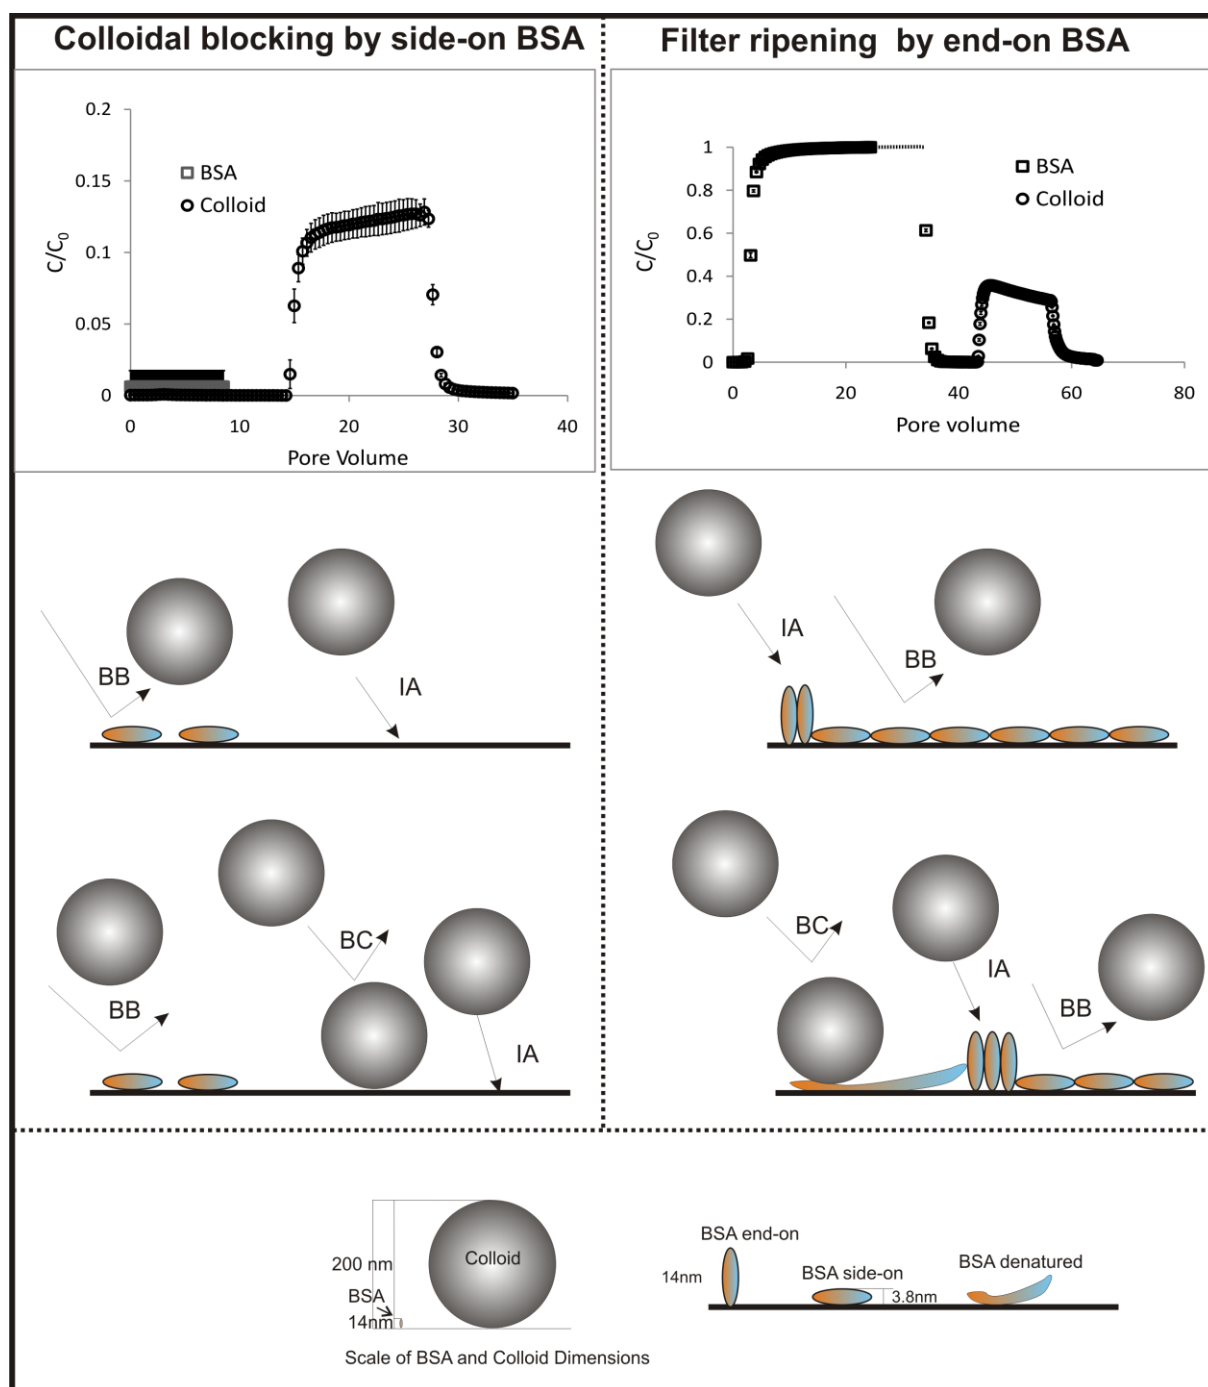 Colloidal blocking by side-on BSA
Filter ripening by end-on BSA
0.2
0.15
0.1
0.05
0
C/C0
BSA
Colloid
0 10 20 30 40
Pore Volume
1
0.8
0.6
0.4
0.2
0
C/C0
BSA
Colloid
0 20 40 60 80
Pore volume
BB
IA
IA
BB
BB
BC
IA
BC
IA
BB
200 nm
BSA
14nm
Colloid
Scale of BSA and Colloid Dimensions
BSA end-on
14nm
BSA side-on
3.8nm
BSA denatured